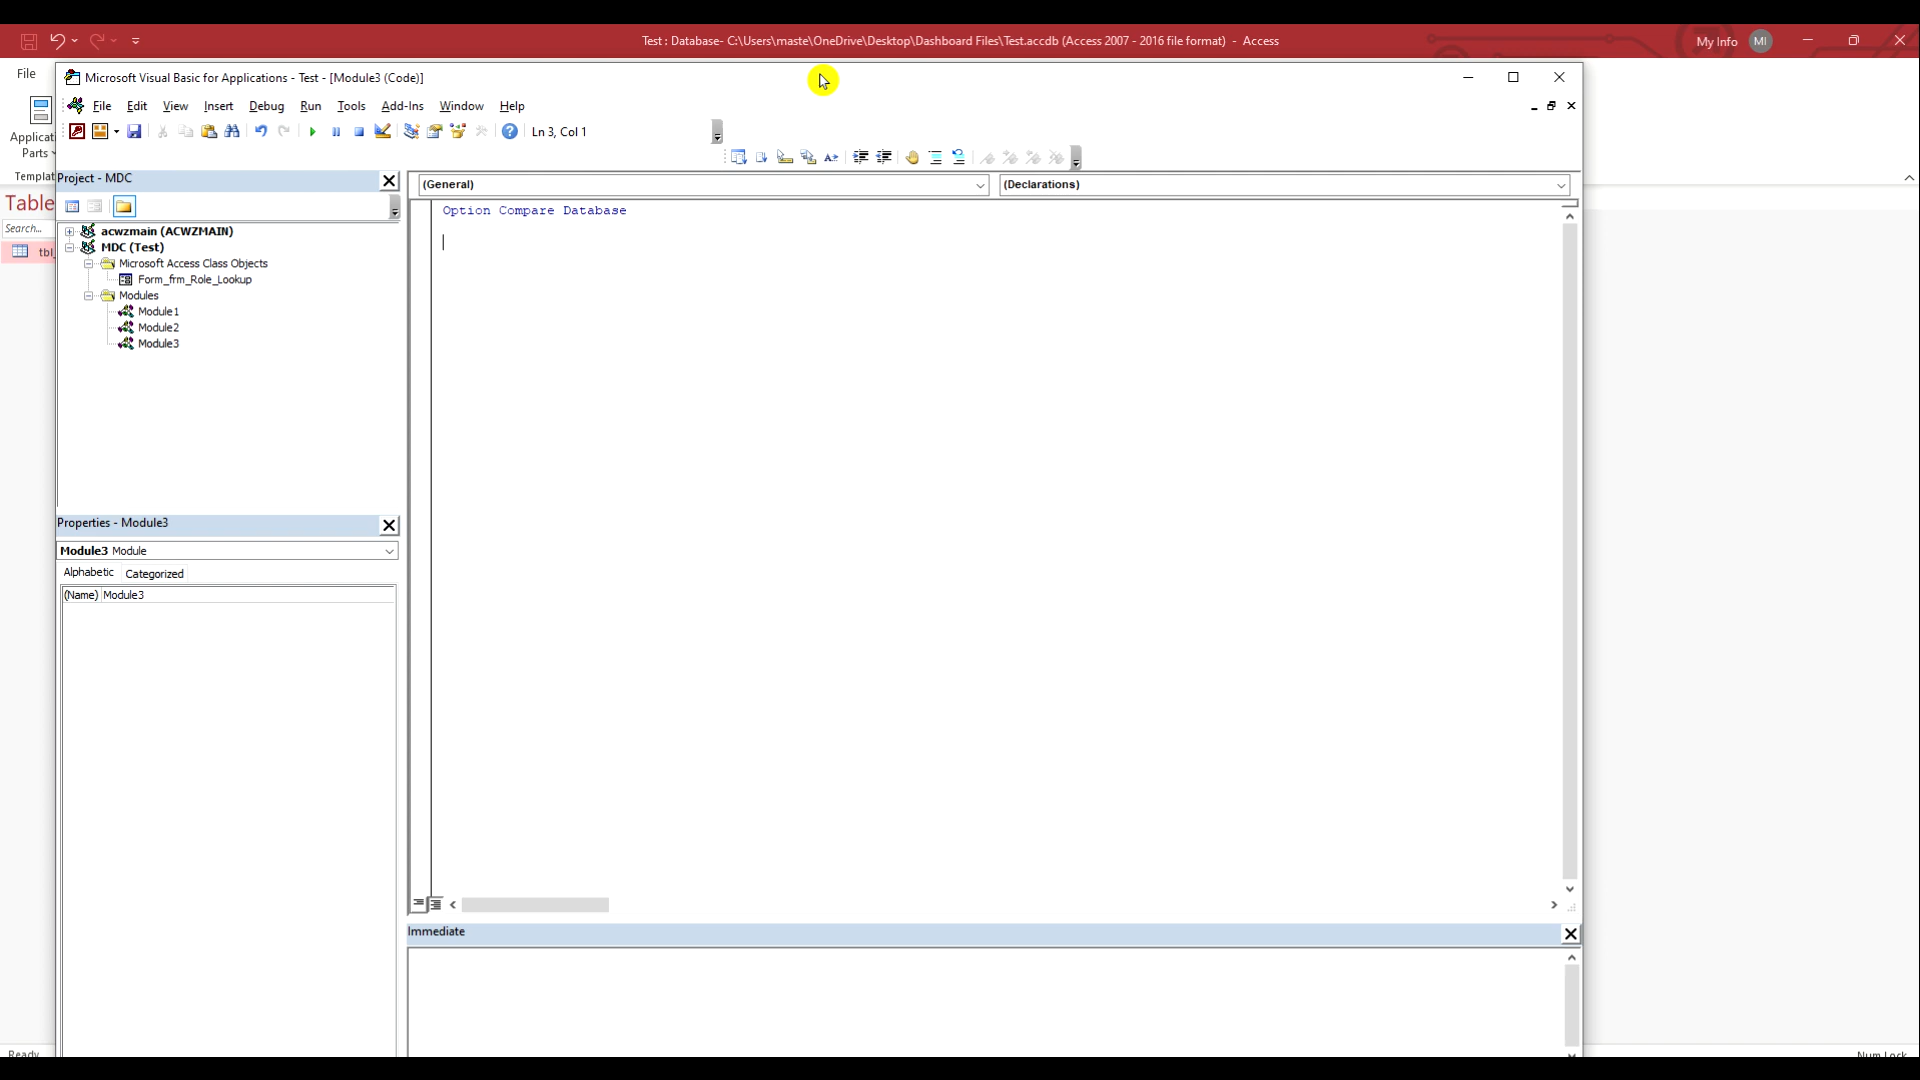 Test : Database- C:\Users\maste\OneDrive\Desktop\Dashboard Files\Test.accdb (Access 2007 - 2016 file format) - Access
My Info
MI
File
Microsoft Visual Basic for Applications - Test - [Module3 (Code)]
File Edit View Insert Debug Run Tools Add-Ins Window Help
Ln 3, Col 1
Applicat
Parts
Templat
Table
Search...
tbl_
Project - MDC
acwzmain (ACWZMAIN)
MDC (Test)
Microsoft Access Class Objects
Form_frm_Role_Lookup
Modules
Module1
Module2
Module3
(General)
(Declarations)
Option Compare Database
Properties - Module3
Module3 Module
Alphabetic Categorized
(Name) Module3
Immediate
Ready
Num Lock